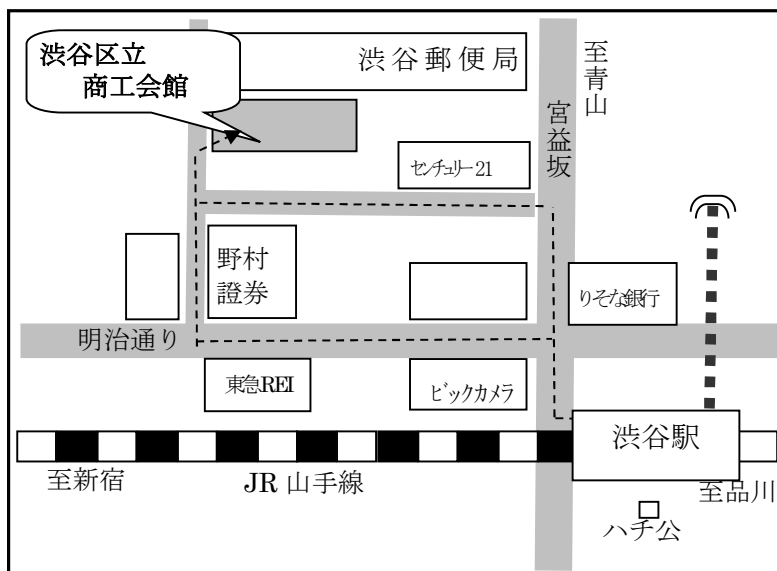 渋谷区立
商工会館
渋谷郵便局
至青山
宮益坂
センチュリー21
野村
證券
りそな銀行
明治通り
東急REI
ビックカメラ
渋谷駅
至新宿
JR 山手線
至品川
ハチ公